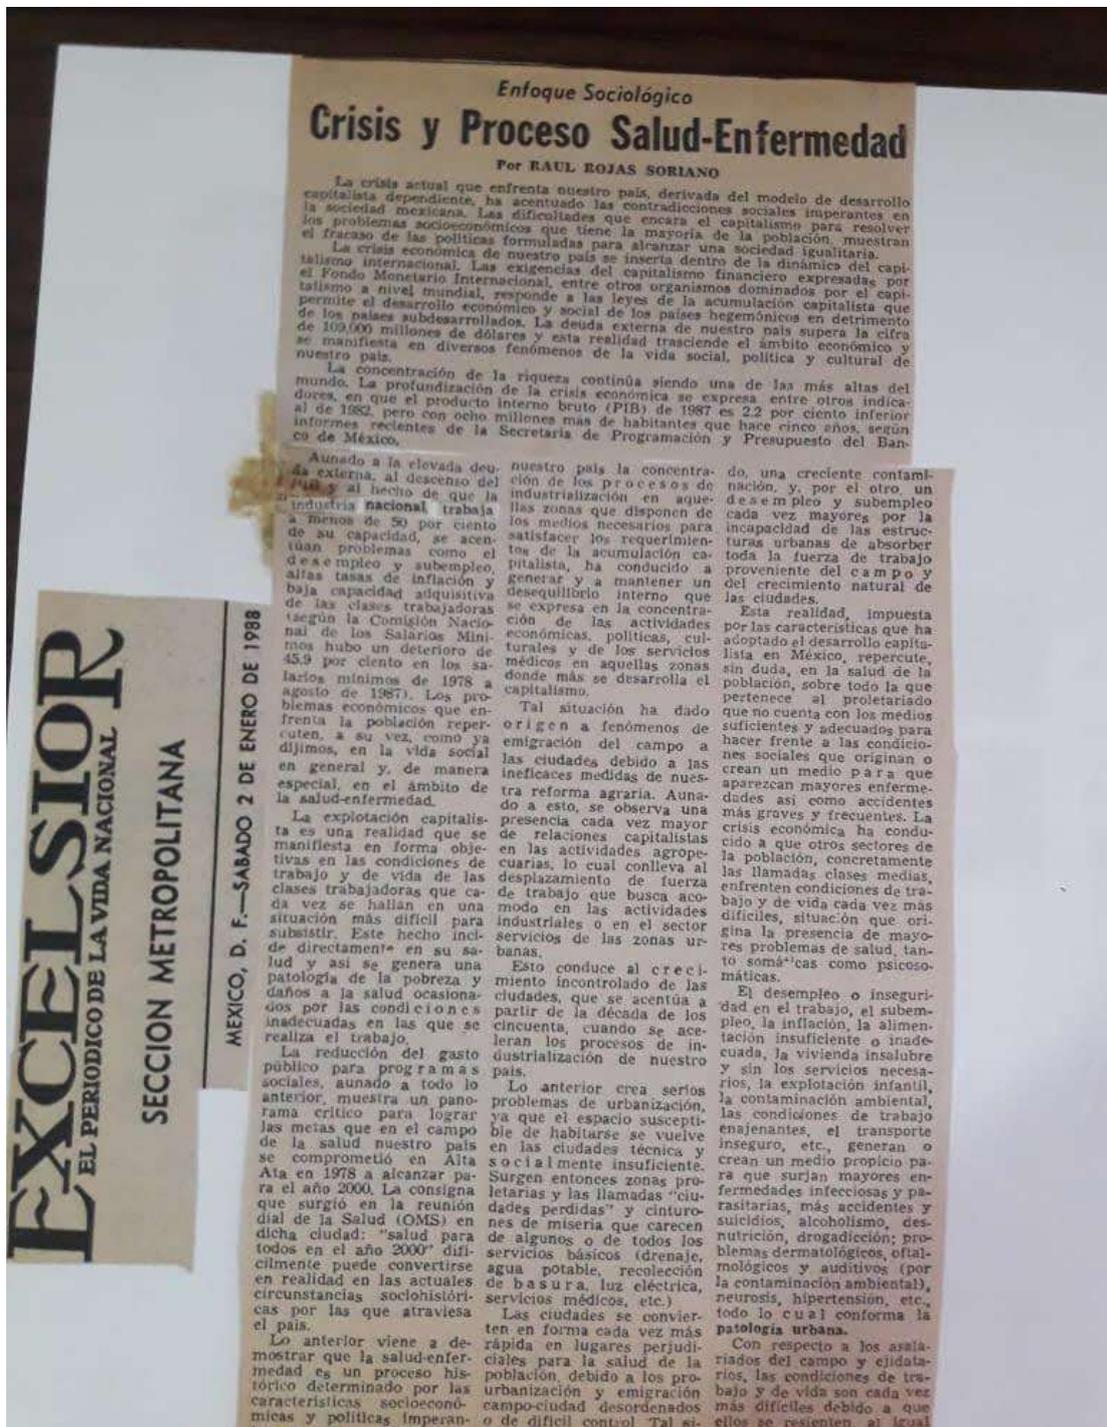 Enfoque Sociológico
Crisis y Proceso Salud-Enfermedad
Por RAUL ROJAS SORIANO
La crisis actual que enfrenta nuestro país, derivada del modelo de desarrollo
capitalista dependiente, ha acentuado las contradicciones sociales imperantes en
la sociedad mexicana. Las dificultades que encara el capitalismo para resolver
los problemas socioeconómicos que tiene la mayoría de la población, muestran
el fracaso de las políticas formuladas para alcanzar una sociedad igualitaria.
La crisis económica de nuestro país se inserta dentro de la dinámica del capi-
talismo internacional. Las exigencias del capitalismo financiero expresadas por
el Fondo Monetario Internacional, entre otros organismos dominados por el capi-
talismo a nivel mundial, responde a las leyes de la acumulación capitalista que
permite el desarrollo económico y social de los países hegemónicos en detrimento
de los países subdesarrollados. La deuda externa de nuestro país supera la cifra
de 109,000 millones de dólares y esta realidad trasciende el ámbito económico y
se manifiesta en diversos fenómenos de la vida social, política y cultural de
nuestro país.
La concentración de la riqueza continúa siendo una de las más altas del
mundo. La profundización de la crisis económica se expresa entre otros indica-
dores, en que el producto interno bruto (PIB) de 1987 es 2.2 por ciento inferior
al de 1982, pero con ocho millones más de habitantes que hace cinco años, según
informes recientes de la Secretaría de Programación y Presupuesto del Ban-
co de México.
Aunado a la elevada deu-
da externa, al descenso del
PIB y al hecho de que la
industria nacional trabaja
a menos de 50 por ciento
de su capacidad, se acen-
túan problemas como el
desempleo y subempleo,
altas tasas de inflación y
baja capacidad adquisitiva
de las clases trabajadoras
(según la Comisión Nacio-
nal de los Salarios Míni-
mos hubo un deterioro de
45.9 por ciento en los sa-
larios mínimos de 1978 a
agosto de 1987). Los pro-
blemas económicos que en-
frenta la población reper-
cuten, a su vez, como ya
dijimos, en la vida social
en general y, de manera
especial, en el ámbito de
la salud-enfermedad.
La explotación capitalis-
ta es una realidad que se
manifiesta en forma obje-
tivas en las condiciones de
trabajo y de vida de las
clases trabajadoras que ca-
da vez se hallan en una
situación más difícil para
subsistir. Este hecho inci-
de directamente en su sa-
lud y así se genera una
patología de la pobreza y
daños a la salud ocasiona-
dos por las condiciones
inadecuadas en las que se
realiza el trabajo.
La reducción del gasto
público para programas
sociales, aunado a todo lo
anterior, muestra un pano-
rama crítico para lograr
las metas que en el campo
de la salud nuestro país
se comprometió en Alta
Ata en 1978 a alcanzar pa-
ra el año 2000. La consigna
que surgió en la reunión
dial de la Salud (OMS) en
dicha ciudad: "salud para
todos en el año 2000" difí-
cilmente puede convertirse
en realidad en las actuales
circunstancias sociohistóri-
cas por las que atraviesa
el país.
Lo anterior viene a de-
mostrar que la salud-enfer-
medad es un proceso his-
tórico determinado por las
características socioeconó-
micas y políticas imperan-
nuestro país la concentra-
ción de los procesos de
industrialización en aque-
llas zonas que disponen de
los medios necesarios para
satisfacer los requerimien-
tos de la acumulación ca-
pitalista, ha conducido a
generar y a mantener un
desequilibrio interno que
se expresa en la concentra-
ción de las actividades
económicas, políticas, cul-
turales y de los servicios
médicos en aquellas zonas
donde más se desarrolla el
capitalismo.
Tal situación ha dado
origen a fenómenos de
emigración del campo a
las ciudades debido a las
ineficaces medidas de nues-
tra reforma agraria. Auna-
do a esto, se observa una
presencia cada vez mayor
de relaciones capitalistas
en las actividades agrope-
cuarias, lo cual conlleva al
desplazamiento de fuerza
de trabajo que busca aco-
modo en las actividades
industriales o en el sector
servicios de las zonas ur-
banas.
Esto conduce al creci-
miento incontrolado de las
ciudades, que se acentúa a
partir de la década de los
cincuenta, cuando se ace-
leran los procesos de in-
dustrialización de nuestro
país.
Lo anterior crea serios
problemas de urbanización,
ya que el espacio suscepti-
ble de habitarse se vuelve
en las ciudades técnica y
socialmente insuficiente.
Surgen entonces zonas pro-
letarias y las llamadas "ciu-
dades perdidas" y cinturo-
nes de miseria que carecen
de algunos o de todos los
servicios básicos (drenaje,
agua potable, recolección
de basura, luz eléctrica,
servicios médicos, etc.)
Las ciudades se convier-
ten en forma cada vez más
rápida en lugares perjudi-
ciales para la salud de la
población, debido a los pro-
urbanización y emigración
campo-ciudad desordenados
o de difícil control. Tal si-
do, una creciente contami-
nación, y, por el otro, un
desempleo y subempleo
cada vez mayores por la
incapacidad de las estruc-
turas urbanas de absorber
toda la fuerza de trabajo
proveniente del campo y
del crecimiento natural de
las ciudades.
Esta realidad, impuesta
por las características que ha
adoptado el desarrollo capita-
lista en México, repercute,
sin duda, en la salud de la
población, sobre todo la que
pertenece al proletariado
que no cuenta con los medios
suficientes y adecuados para
hacer frente a las condicio-
nes sociales que originan o
crean un medio para que
aparezcan mayores enferme-
dades así como accidentes
más graves y frecuentes. La
crisis económica ha condu-
cido a que otros sectores de
la población, concretamente
las llamadas clases medias,
enfrenten condiciones de tra-
bajo y de vida cada vez más
difíciles, situación que ori-
gina la presencia de mayo-
res problemas de salud, tan-
to somáticas como psicoso-
máticas.
El desempleo o inseguri-
dad en el trabajo, el subem-
pleo, la inflación, la alimen-
tación insuficiente o inade-
cuada, la vivienda insalubre
y sin los servicios necesa-
rios, la explotación infantil,
la contaminación ambiental,
las condiciones de trabajo
enajenantes, el transporte
inseguro, etc., generan o
crean un medio propicio pa-
ra que surjan mayores en-
fermedades infecciosas y pa-
rasitarias, más accidentes y
suicidios, alcoholismo, des-
nutrición, drogadicción; pro-
blemas dermatológicos, oftal-
mológicos y auditivos (por
la contaminación ambiental),
neurosis, hipertensión, etc.,
todo lo cual conforma la
patología urbana.
Con respecto a los asala-
riados del campo y ejidata-
rios, las condiciones de tra-
bajo y de vida son cada vez
más difíciles debido a que
ellos se resienten, al igual
EXCELSIOR
EL PERIODICO DE LA VIDA NACIONAL
SECCION METROPOLITANA
MEXICO, D. F.—SABADO 2 DE ENERO DE 1988